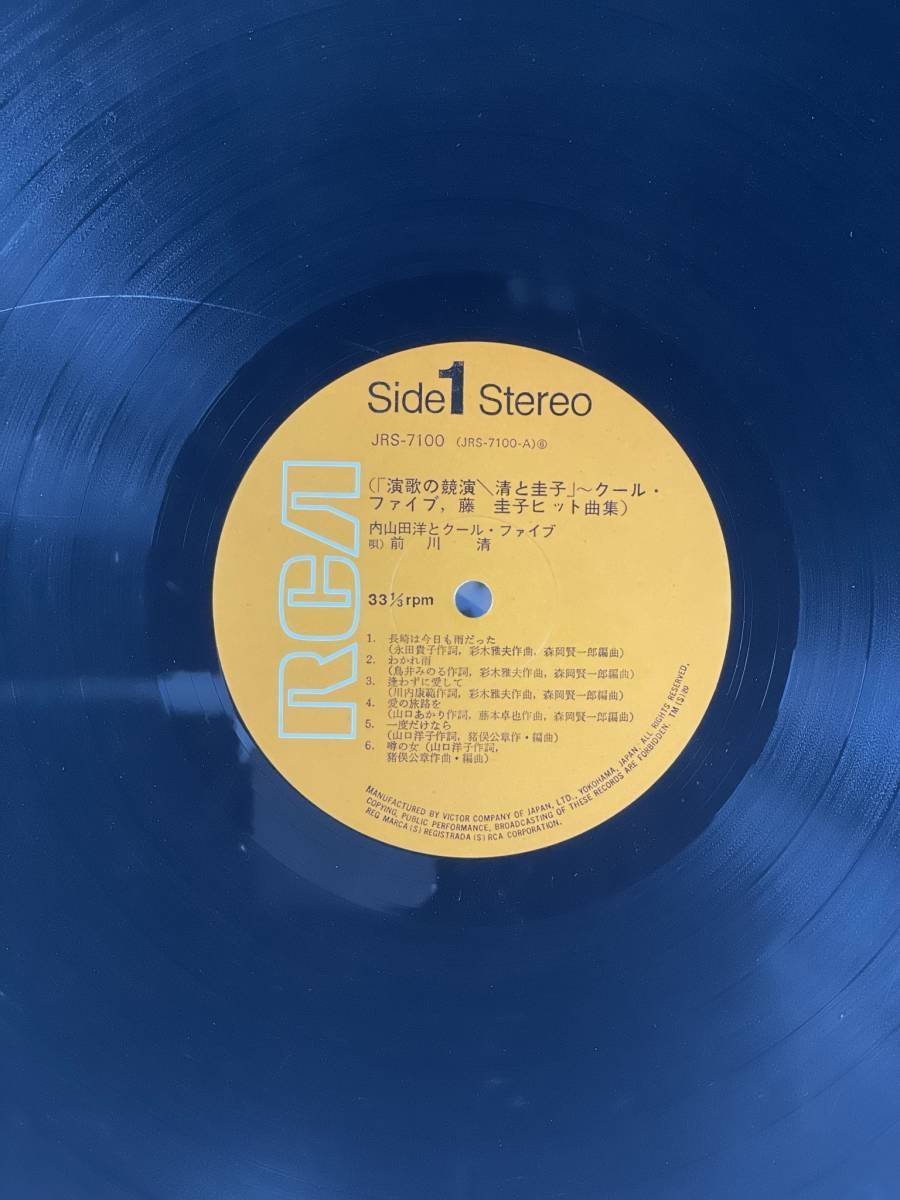 Side 1 Stereo
JRS-7100 (JRS-7100-A)⑥
(「演歌の競演\清と圭子」~クール・
ファイブ, 藤 圭子ヒット曲集)
内山田洋とクール・ファイブ
唄) 前 川 清
33⅓rpm
1. 長崎は今日も雨だった
(永田貴子作詞, 彩木雅夫作曲, 森岡賢一郎編曲)
2. わかれ雨
(鳥井みのる作詞, 彩木雅夫作曲, 森岡賢一郎編曲)
3. 逢わずに愛して
(川内康範作詞, 彩木雅夫作曲, 森岡賢一郎編曲)
4. 愛の旅路を
(山口あかり作詞, 藤本卓也作曲, 森岡賢一郎編曲)
5. 一度だけなら
(山口洋子作詞, 猪俣公章作・編曲)
6. 噂の女 (山口洋子作詞,
猪俣公章作曲・編曲)
RCA
MANUFACTURED BY VICTOR COMPANY OF JAPAN, LTD., YOKOHAMA, JAPAN. ALL RIGHTS RESERVED.
COPYING, PUBLIC PERFORMANCE, BROADCASTING OF THESE RECORDS ARE FORBIDDEN. TM (S)
REG MARCA (S) REGISTRADA (S) RCA CORPORATION.